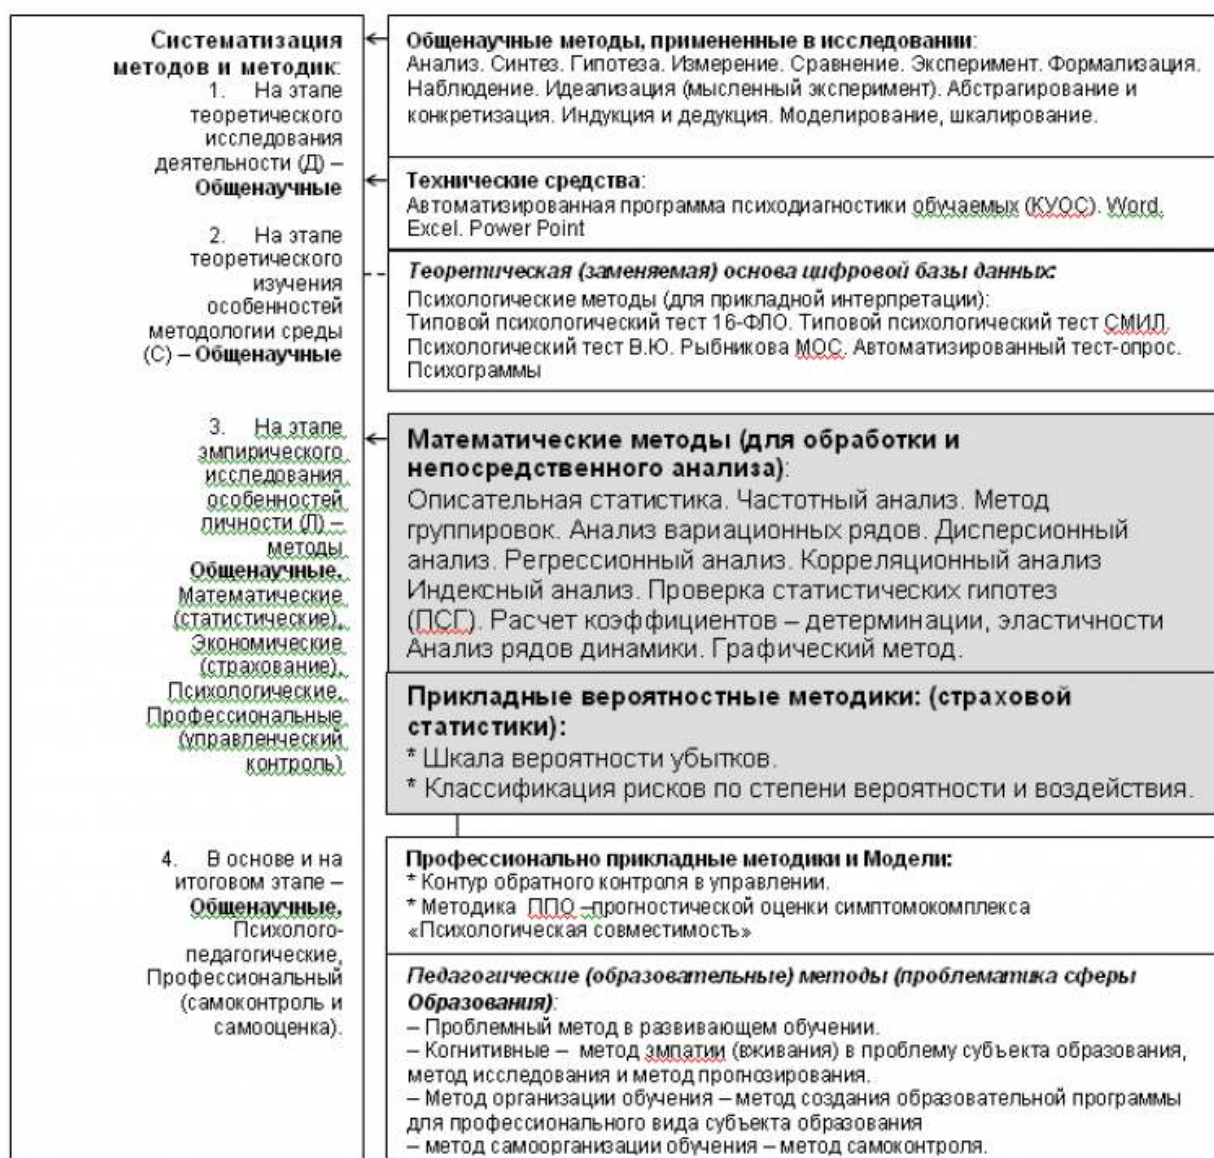 Систематизация
методов и методик:
1. На этапе
теоретического
исследования
деятельности (Д) –
Общенаучные
2. На этапе
теоретического
изучения
особенностей
методологии среды
(С) – Общенаучные
3. На этапе
эмпирического
исследования
особенностей
личности (Л) –
методы
Общенаучные.
Математические
(статистические).
Экономические
(страхование).
Психологические.
Профессиональные
(управленческий
контроль)
4. В основе и на
итоговом этапе –
Общенаучные.
Психолого-
педагогические,
Профессиональный
(самоконтроль и
самооценка).
Общенаучные методы, примененные в исследовании:
Анализ. Синтез. Гипотеза. Измерение. Сравнение. Эксперимент. Формализация.
Наблюдение. Идеализация (мысленный эксперимент). Абстрагирование и
конкретизация. Индукция и дедукция. Моделирование, шкалирование.
Технические средства:
Автоматизированная программа психодиагностики обучаемых (КУОС). Word.
Excel. Power Point
Теоретическая (заменяемая) основа цифровой базы данных:
Психологические методы (для прикладной интерпретации):
Типовой психологический тест 16-ФЛО. Типовой психологический тест СМИЛ.
Психологический тест В.Ю. Рыбникова МОС. Автоматизированный тест-опрос.
Психограммы
Математические методы (для обработки и
непосредственного анализа):
Описательная статистика. Частотный анализ. Метод
группировок. Анализ вариационных рядов. Дисперсионный
анализ. Регрессионный анализ. Корреляционный анализ
Индексный анализ. Проверка статистических гипотез
(ПСГ). Расчет коэффициентов – детерминации, эластичности
Анализ рядов динамики. Графический метод.
Прикладные вероятностные методики: (страховой
статистики):
* Шкала вероятности убытков.
* Классификация рисков по степени вероятности и воздействия.
Профессионально прикладные методики и Модели:
* Контур обратного контроля в управлении.
* Методика ППО –прогностической оценки симптомокомплекса
«Психологическая совместимость»
Педагогические (образовательные) методы (проблематика сферы
Образования):
– Проблемный метод в развивающем обучении.
– Когнитивные – метод эмпатии (вживания) в проблему субъекта образования,
метод исследования и метод прогнозирования.
– Метод организации обучения – метод создания образовательной программы
для профессионального вида субъекта образования
– метод самоорганизации обучения – метод самоконтроля.